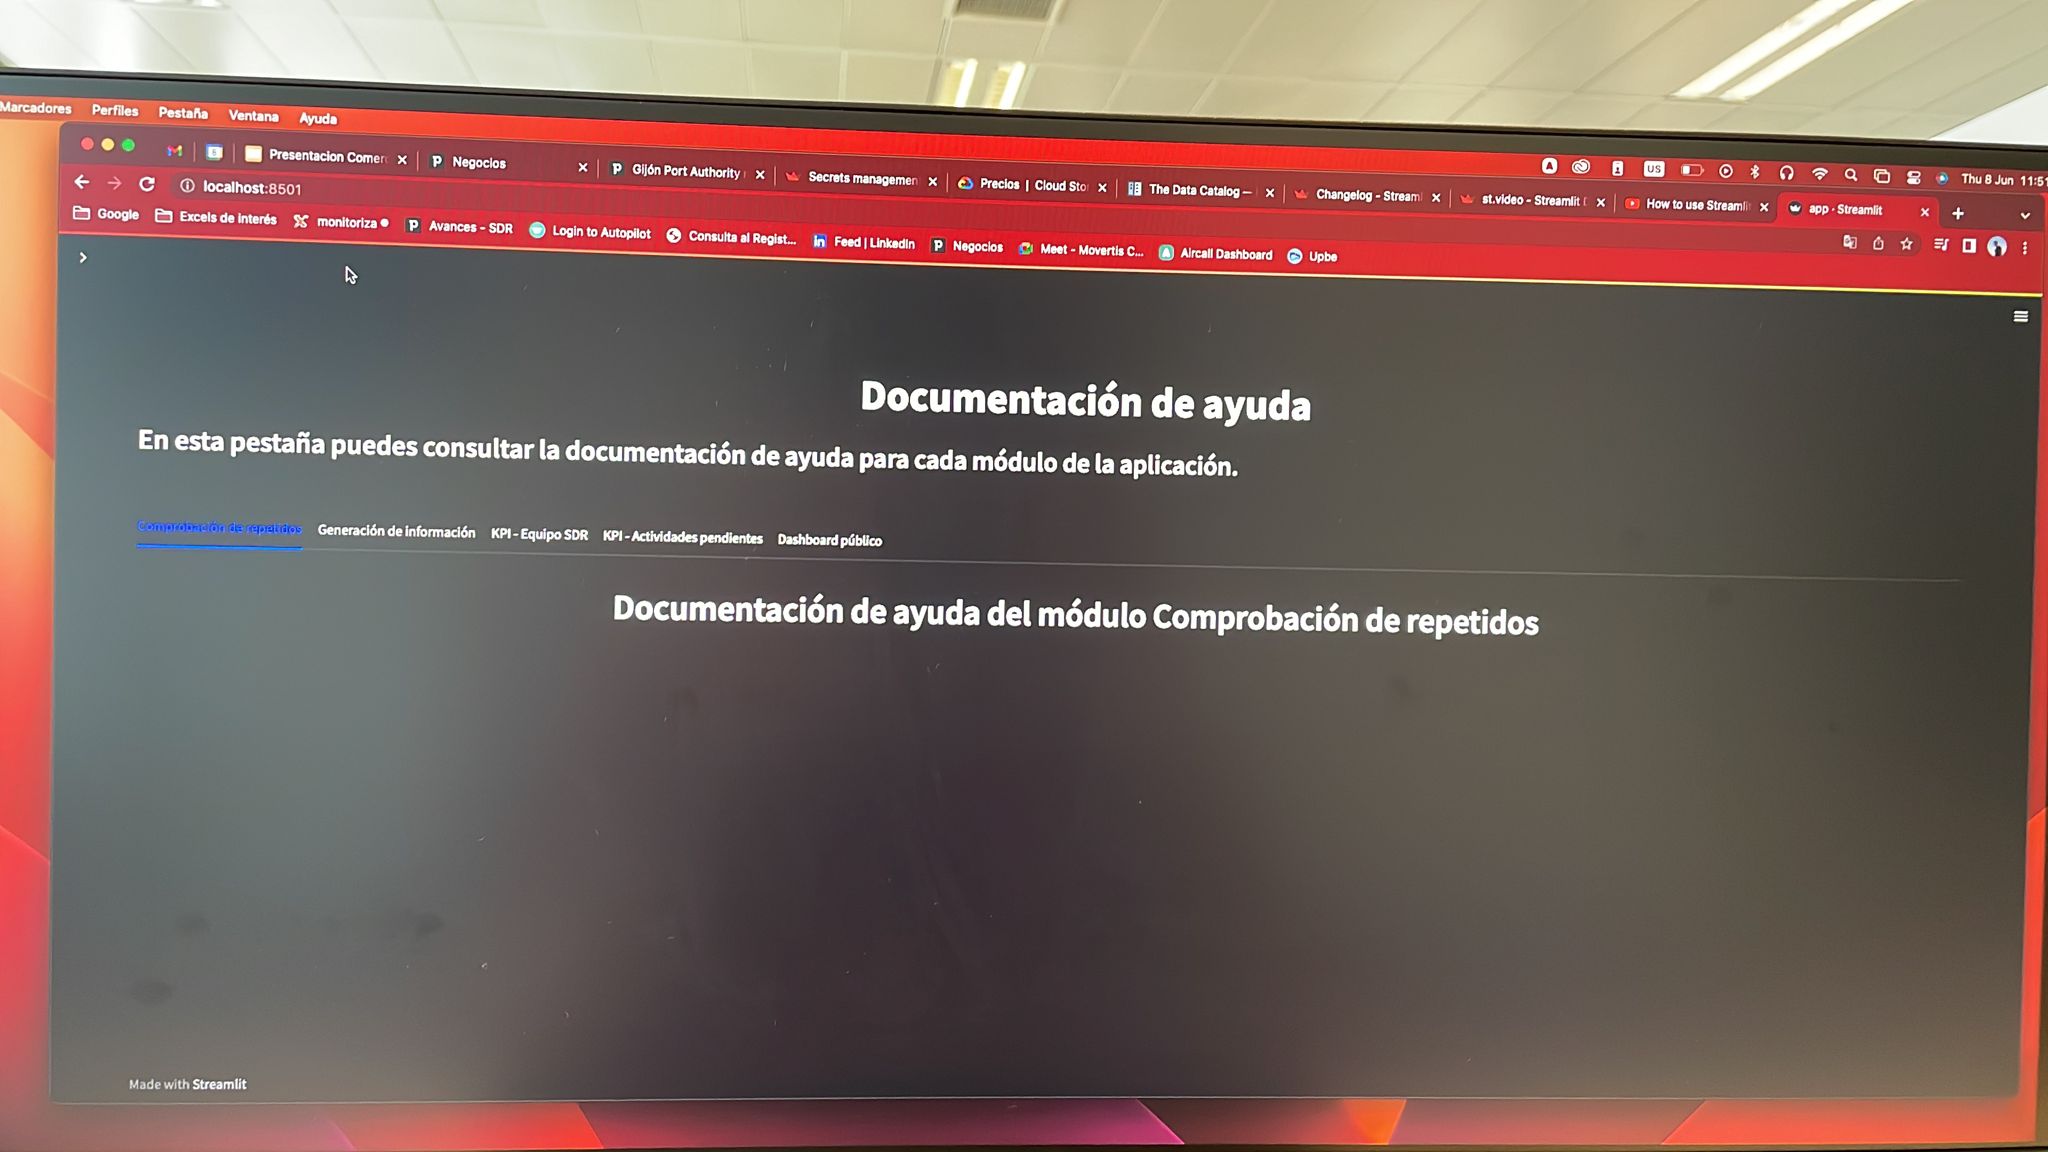 Marcadores Perfiles Pestaña Ventana Ayuda
US Thu 8 Jun 11:51
Presentacion Comer Negocios Gijón Port Authority Secrets managemen Precios | Cloud Sto The Data Catalog — Changelog - Stream st.video - Streamlit How to use Streamli app · Streamlit
localhost:8501
Google Excels de interés monitoriza Avances - SDR Login to Autopilot Consulta al Regist... Feed | LinkedIn Negocios Meet - Movertis C... Aircall Dashboard Upbe
Documentación de ayuda
En esta pestaña puedes consultar la documentación de ayuda para cada módulo de la aplicación.
Comprobación de repetidos Generación de información KPI - Equipo SDR KPI - Actividades pendientes Dashboard público
Documentación de ayuda del módulo Comprobación de repetidos
Made with Streamlit